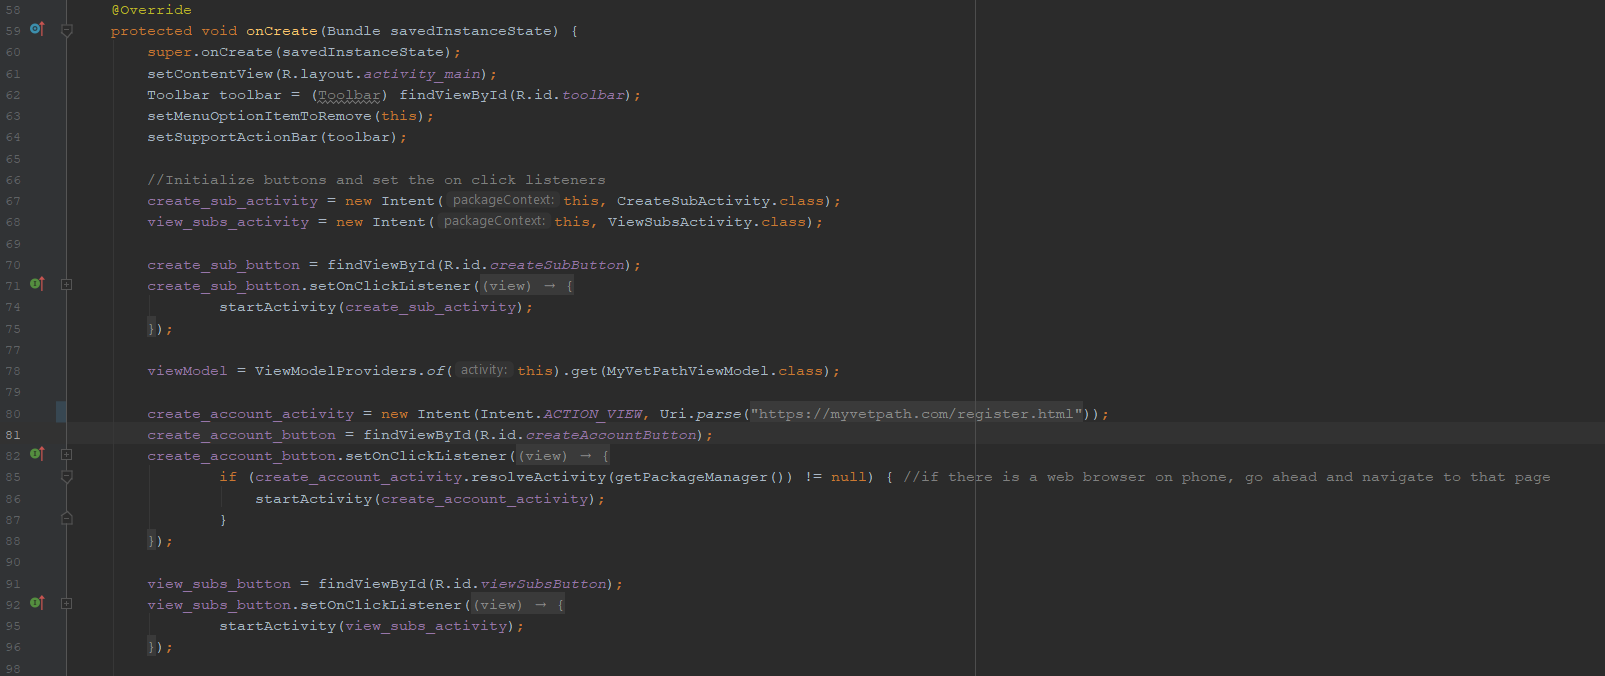 58 @Override
59 protected void onCreate(Bundle savedInstanceState) {
60 super.onCreate(savedInstanceState);
61 setContentView(R.layout.activity_main);
62 Toolbar toolbar = (Toolbar) findViewById(R.id.toolbar);
63 setMenuOptionItemToRemove(this);
64 setSupportActionBar(toolbar);
65
66 //Initialize buttons and set the on click listeners
67 create_sub_activity = new Intent( packageContext: this, CreateSubActivity.class);
68 view_subs_activity = new Intent( packageContext: this, ViewSubsActivity.class);
69
70 create_sub_button = findViewById(R.id.createSubButton);
71 create_sub_button.setOnClickListener((view) → {
74 startActivity(create_sub_activity);
75 });
77
78 viewModel = ViewModelProviders.of( activity: this).get(MyVetPathViewModel.class);
79
80 create_account_activity = new Intent(Intent.ACTION_VIEW, Uri.parse("https://myvetpath.com/register.html"));
81 create_account_button = findViewById(R.id.createAccountButton);
82 create_account_button.setOnClickListener((view) → {
85 if (create_account_activity.resolveActivity(getPackageManager()) != null) { //if there is a web browser on phone, go ahead and navigate to that page
86 startActivity(create_account_activity);
87 }
88 });
90
91 view_subs_button = findViewById(R.id.viewSubsButton);
92 view_subs_button.setOnClickListener((view) → {
95 startActivity(view_subs_activity);
96 });
98